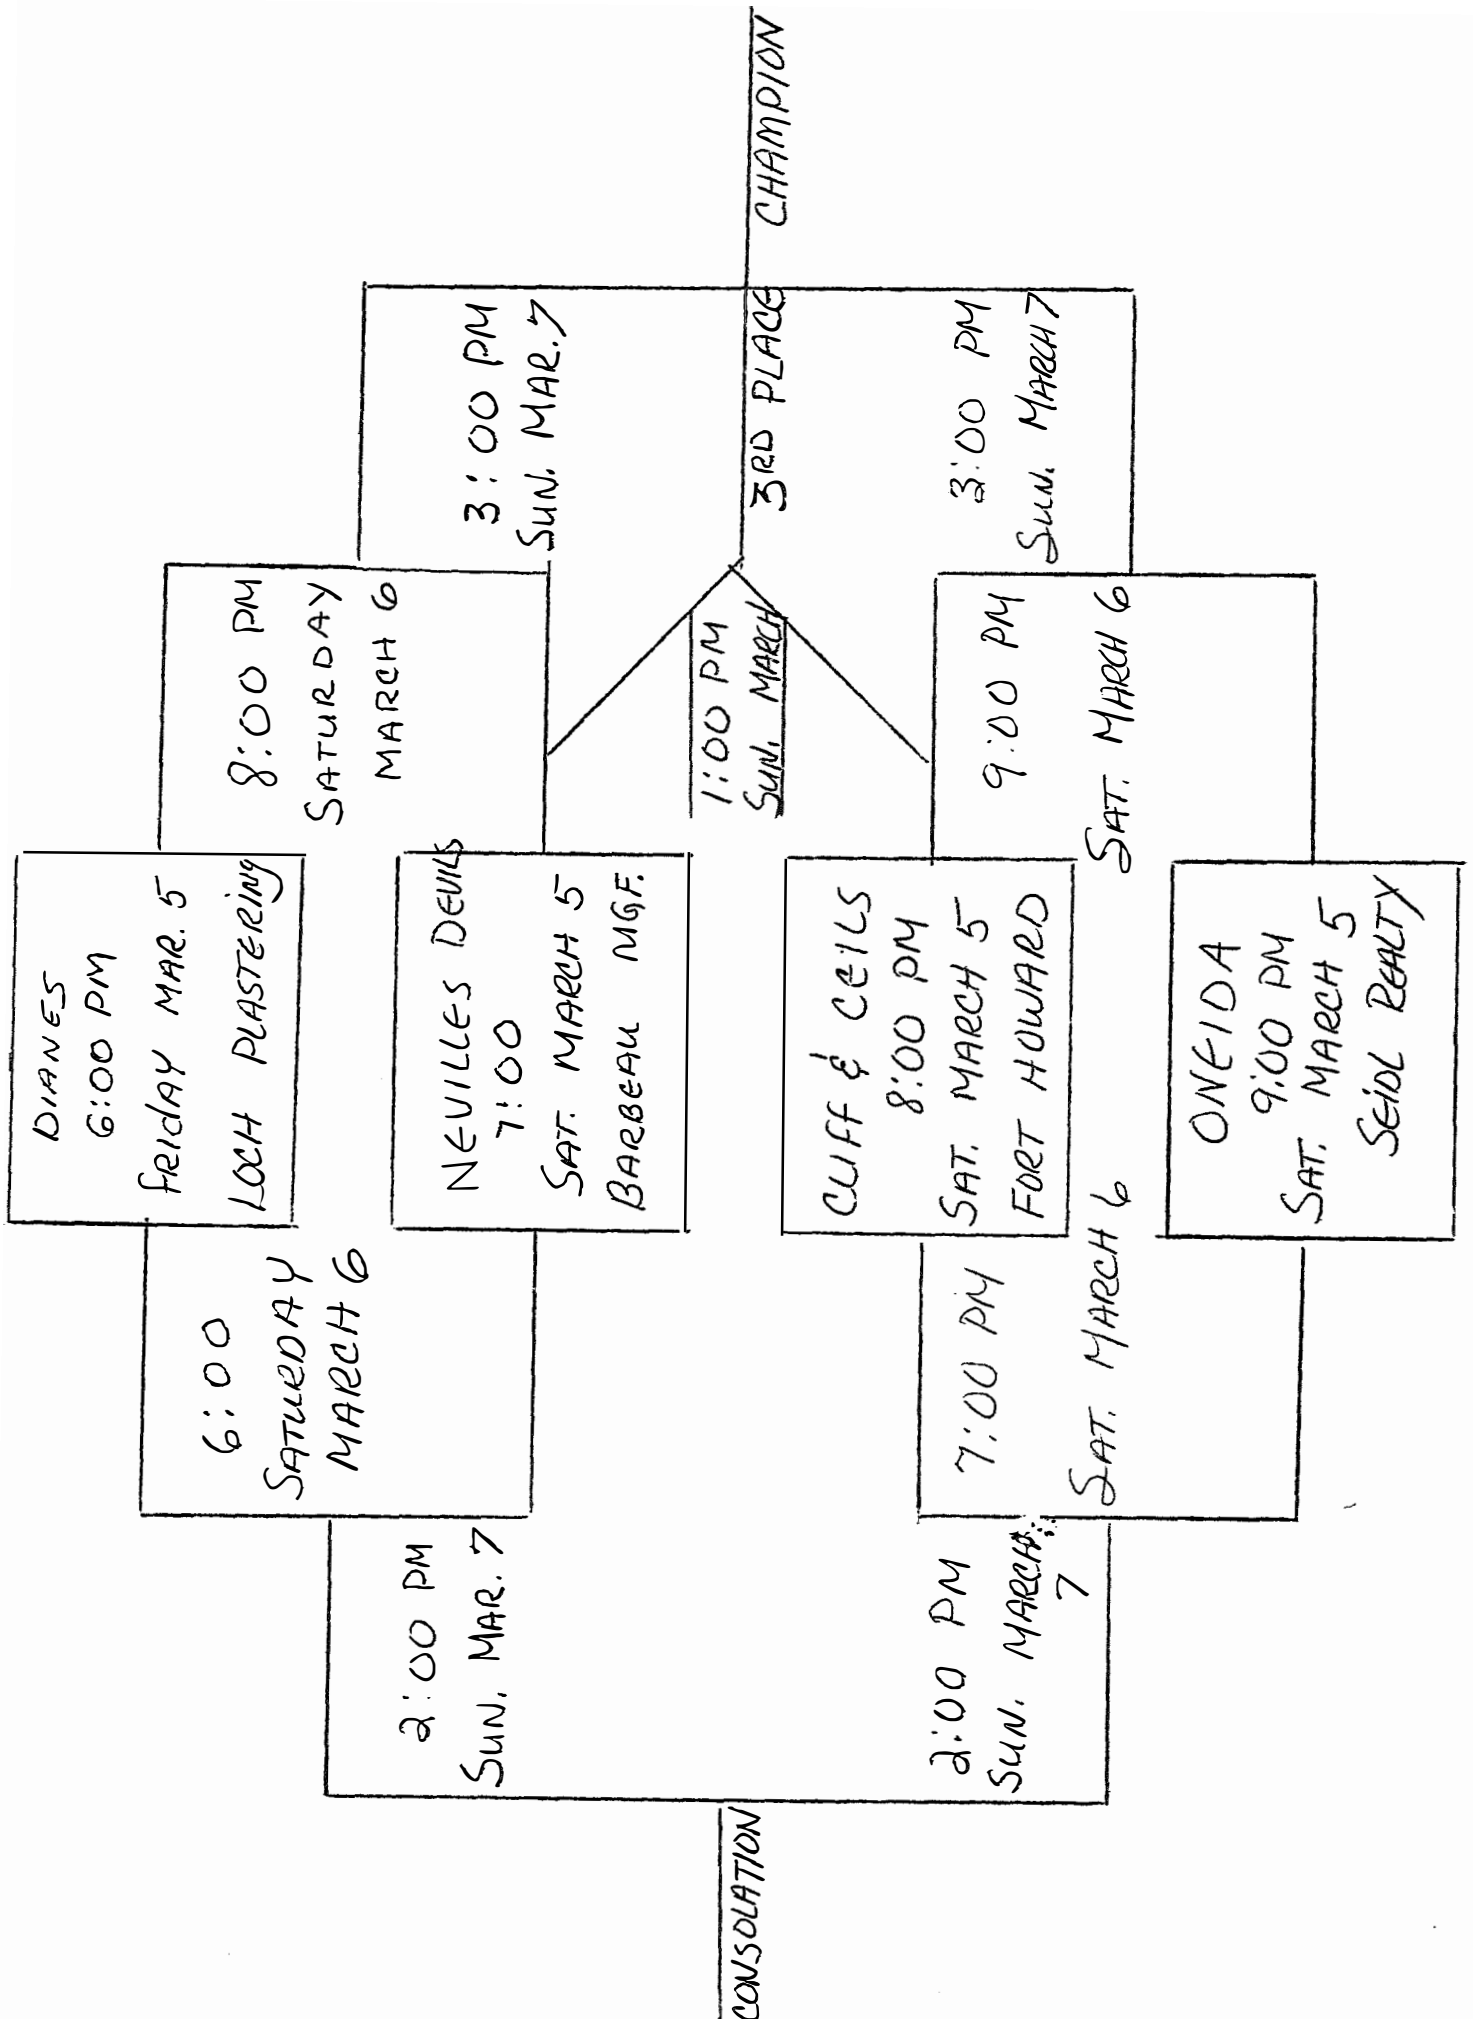 DIANES
6:00 PM
FRIDAY MAR. 5
LOCH PLASTERING
NEVILLES DEVILS
7:00
SAT. MARCH 5
BARBEAU MGF.
CLIFF & CEILS
8:00 PM
SAT. MARCH 5
FORT HOWARD
ONEIDA
9:00 PM
SAT. MARCH 5
SEIDL REALTY
6:00
SATURDAY
MARCH 6
7:00 PM
SAT. MARCH 6
2:00 PM
SUN. MAR. 7
2:00 PM
SUN. MARCH
7
CONSOLATION
8:00 PM
SATURDAY
MARCH 6
9:00 PM
SAT. MARCH 6
1:00 PM
SUN. MARCH
3RD PLACE
3:00 PM
SUN. MAR. 7
3:00 PM
SUN. MARCH 7
CHAMPION